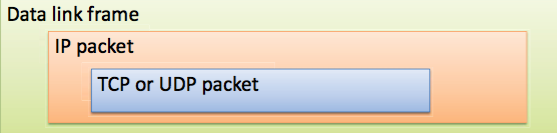 Data link frame
IP packet
TCP or UDP packet